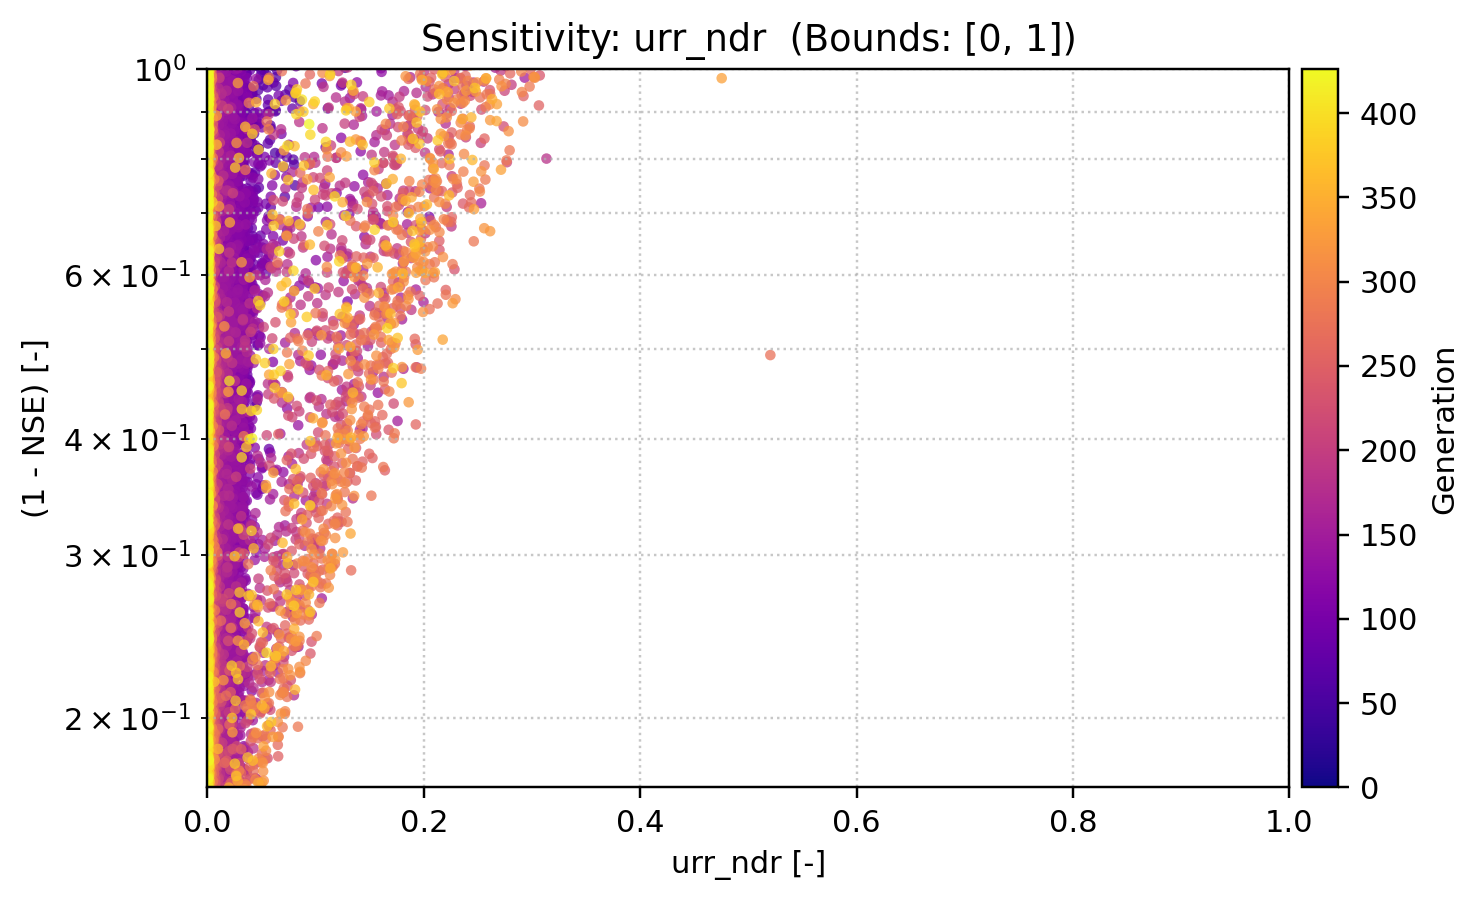 Sensitivity: urr_ndr  (Bounds: [0, 1])
(1 - NSE) [-]
10⁰
6 × 10⁻¹
4 × 10⁻¹
3 × 10⁻¹
2 × 10⁻¹
0.0 0.2 0.4 0.6 0.8 1.0
urr_ndr [-]
400
350
300
250
200
150
100
50
0
Generation